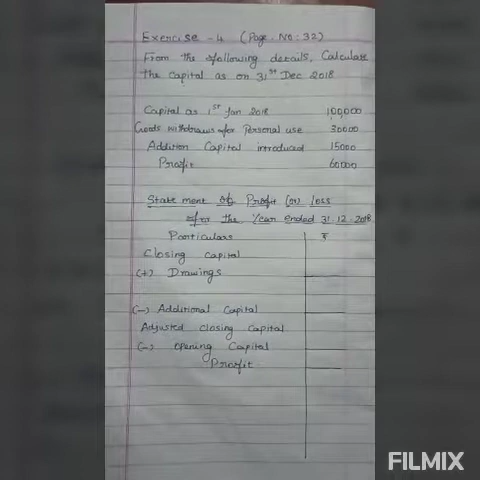 Exercise - 4 (Page. No: 32)
From the following details, Calculate
the capital as on 31st Dec 2018
Capital as 1st Jan 2018 100,000
Goods withdraws for Personal use 30000
Addition Capital introduced 15000
Profit 60000
Statement of Profit (or) loss
for the Year ended 31.12.2018
Particulars ₹
Closing capital
(+) Drawings
(-) Additional Capital
Adjusted closing Capital
(-) Opening Capital
Profit
FILMIX